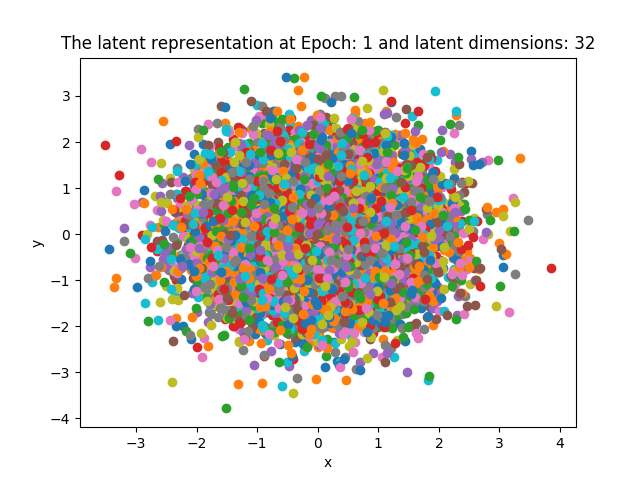 The latent representation at Epoch: 1 and latent dimensions: 32
3
2
1
0
−1
−2
−3
−4
y
−3 −2 −1 0 1 2 3 4
x